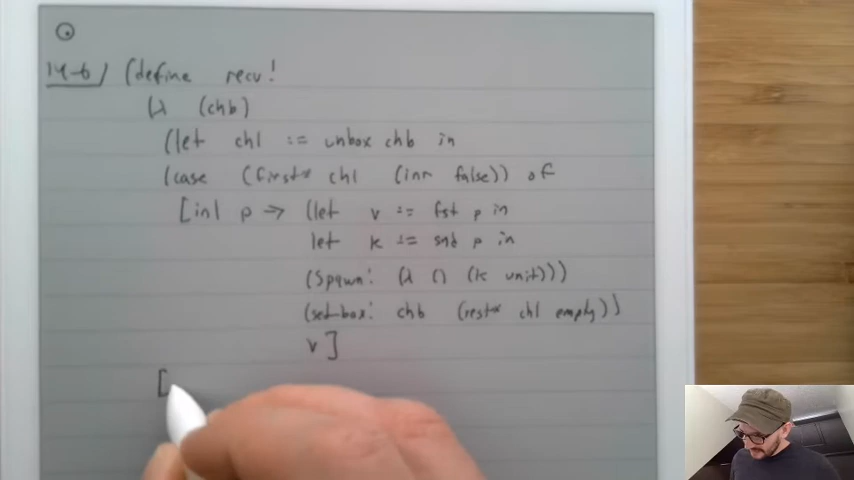 14-6/ (define recv!
(λ (chb)
(let chl := unbox chb in
(case (first* chl (inr false)) of
[inl p → (let v := fst p in
let k := snd p in
(spawn! (λ () (k unit)))
(set-box! chb (rest* chl empty))
v]
[